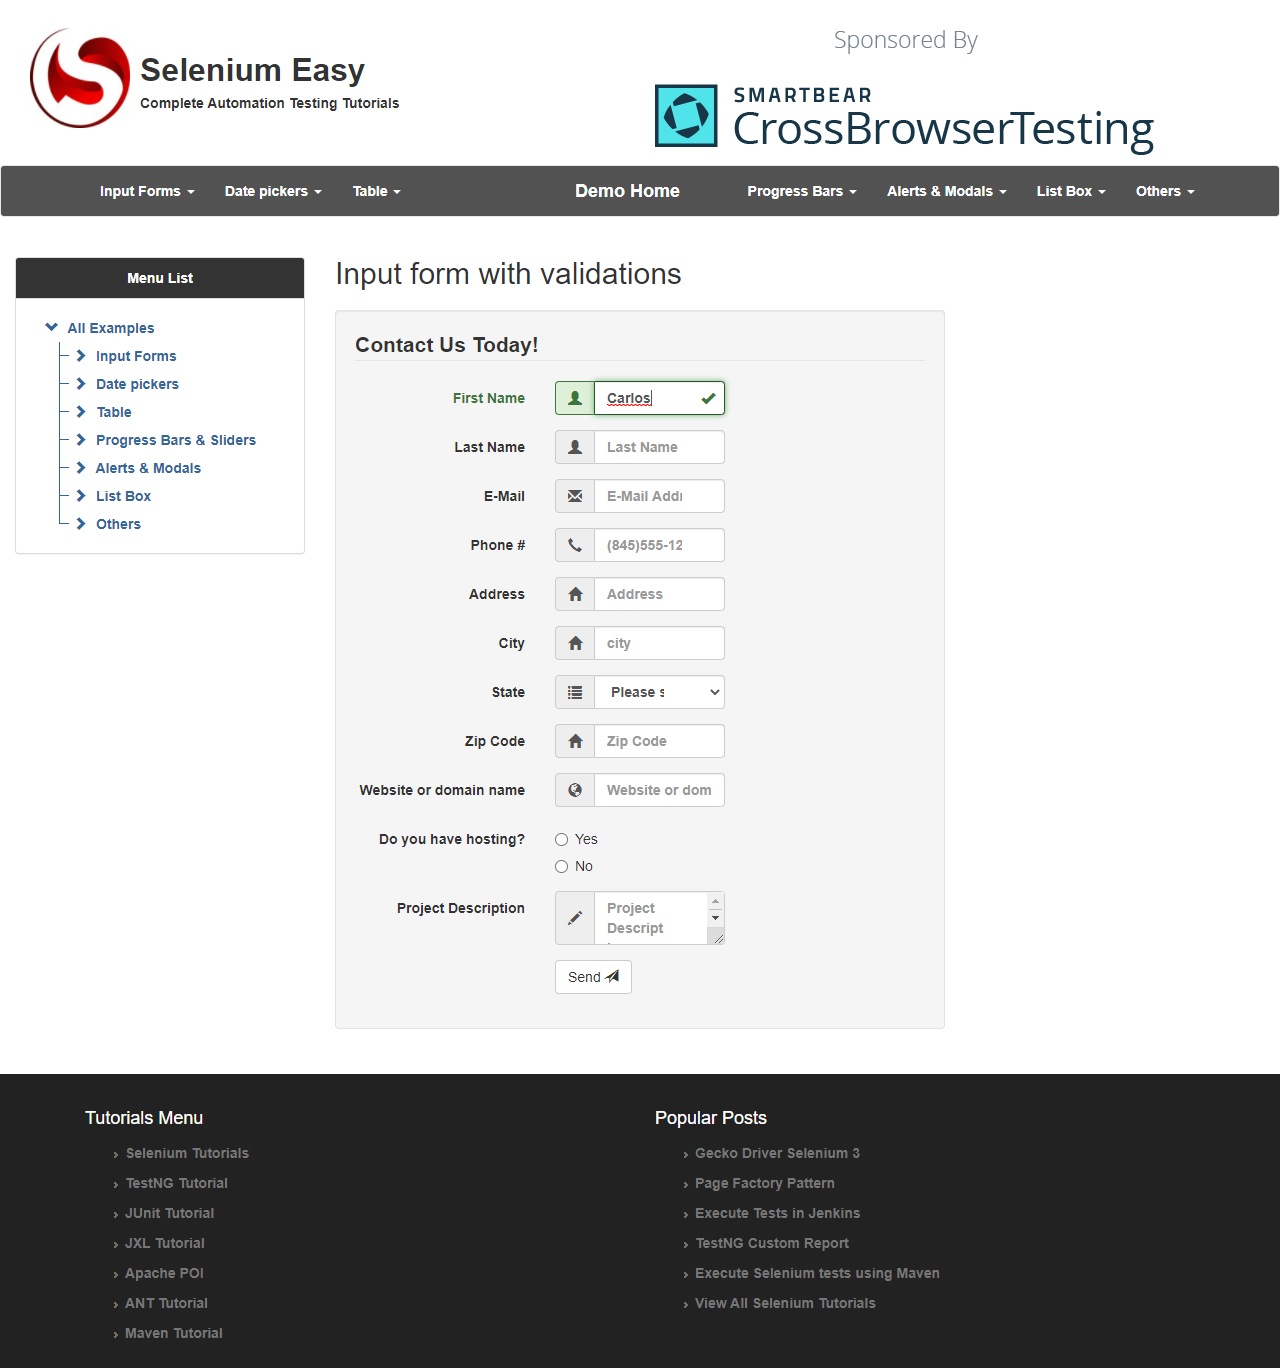 Sponsored By
Selenium Easy
Complete Automation Testing Tutorials
SMARTBEAR
CrossBrowserTesting
Input Forms
Date pickers
Table
Demo Home
Progress Bars
Alerts & Modals
List Box
Others
Menu List
All Examples
Input Forms
Date pickers
Table
Progress Bars & Sliders
Alerts & Modals
List Box
Others
Input form with validations
Contact Us Today!
First Name
Carlos
Last Name
Last Name
E-Mail
E-Mail Addr
Phone #
(845)555-12
Address
Address
City
city
State
Please s
Zip Code
Zip Code
Website or domain name
Website or dom
Do you have hosting?
Yes
No
Project Description
Project
Descript
Send
Tutorials Menu
Selenium Tutorials
TestNG Tutorial
JUnit Tutorial
JXL Tutorial
Apache POI
ANT Tutorial
Maven Tutorial
Popular Posts
Gecko Driver Selenium 3
Page Factory Pattern
Execute Tests in Jenkins
TestNG Custom Report
Execute Selenium tests using Maven
View All Selenium Tutorials